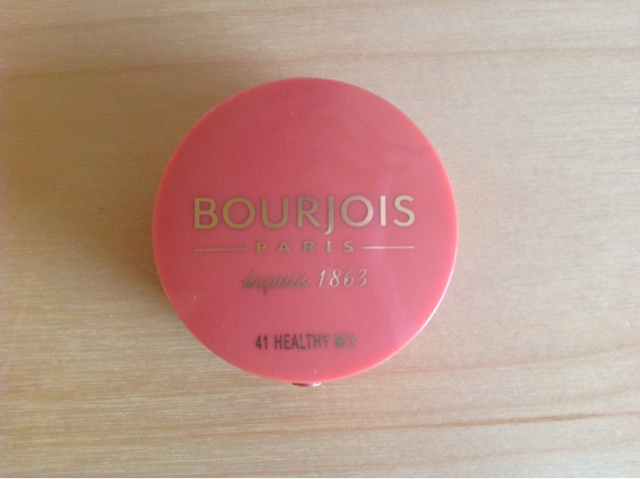 BOURJOIS
PARIS
depuis 1863
41 HEALTHY MIX